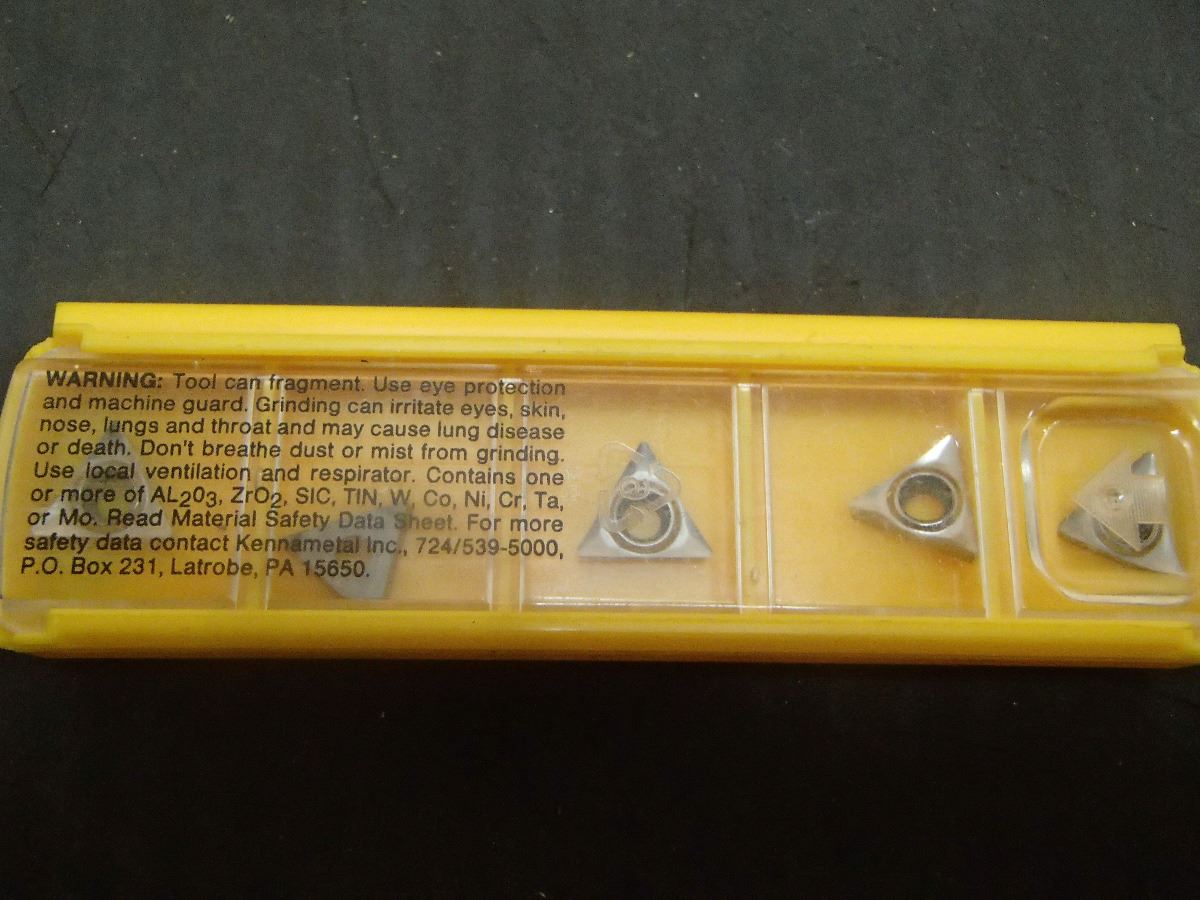 WARNING: Tool can fragment. Use eye protection
and machine guard. Grinding can irritate eyes, skin,
nose, lungs and throat and may cause lung disease
or death. Don't breathe dust or mist from grinding.
Use local ventilation and respirator. Contains one
or more of AL2O3, ZrO2, SIC, TIN, W, Co, Ni, Cr, Ta,
or Mo. Read Material Safety Data Sheet. For more
safety data contact Kennametal Inc., 724/539-5000,
P.O. Box 231, Latrobe, PA 15650.